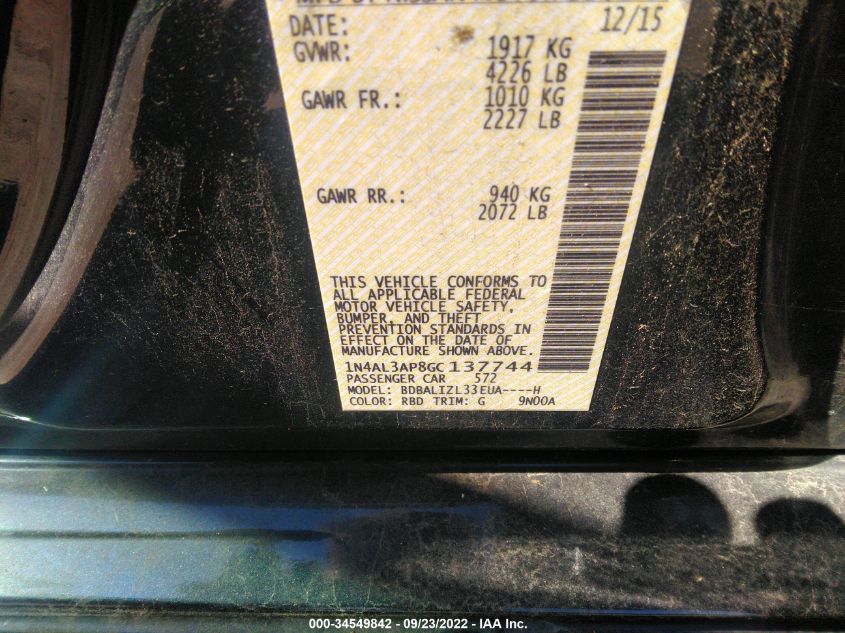 DATE: 12/15
GVWR: 1917 KG
4226 LB
GAWR FR.: 1010 KG
2227 LB
GAWR RR.: 940 KG
2072 LB
THIS VEHICLE CONFORMS TO
ALL APPLICABLE FEDERAL
MOTOR VEHICLE SAFETY,
BUMPER, AND THEFT
PREVENTION STANDARDS IN
EFFECT ON THE DATE OF
MANUFACTURE SHOWN ABOVE.
1N4AL3AP8GC137744
PASSENGER CAR 572
MODEL: BDBALIZL33EUA----H
COLOR: RBD TRIM: G 9N00A
000-34549842 - 09/23/2022 - IAA Inc.